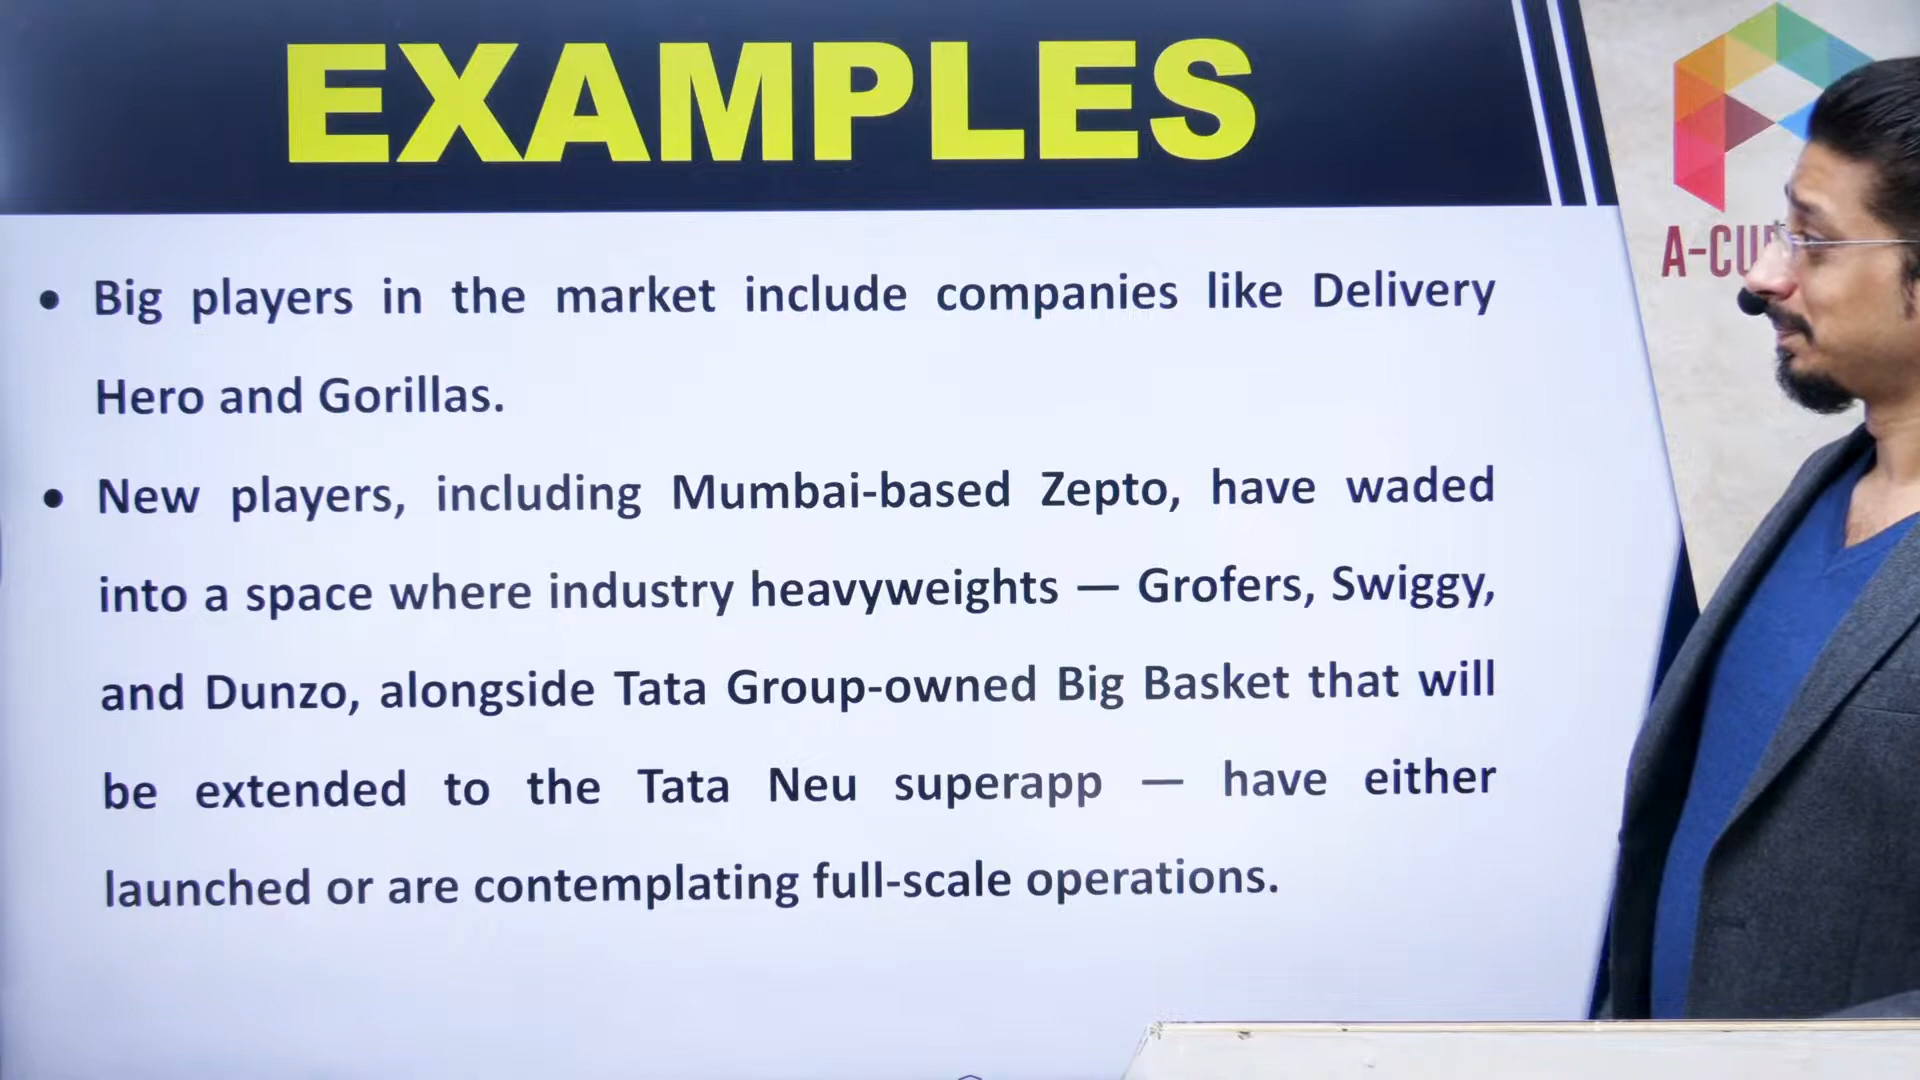 EXAMPLES
A-CU
• Big players in the market include companies like Delivery
Hero and Gorillas.
• New players, including Mumbai-based Zepto, have waded
into a space where industry heavyweights — Grofers, Swiggy,
and Dunzo, alongside Tata Group-owned Big Basket that will
be extended to the Tata Neu superapp — have either
launched or are contemplating full-scale operations.